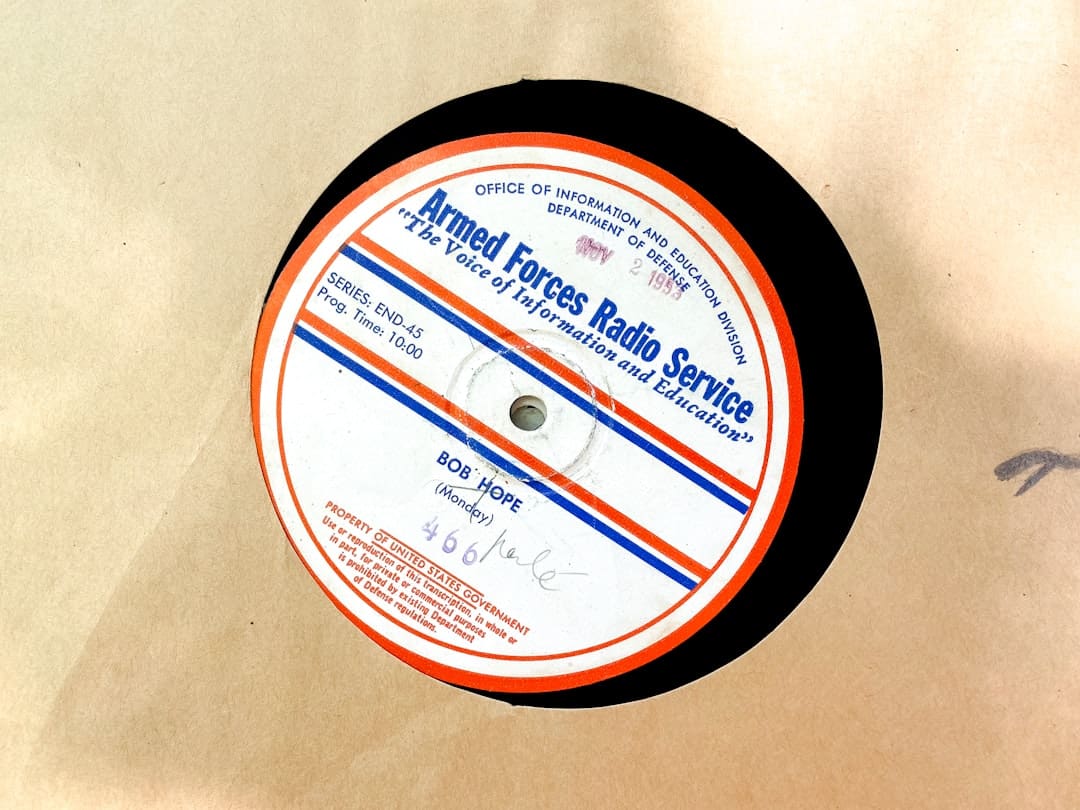 OFFICE OF INFORMATION AND EDUCATION DIVISION
DEPARTMENT OF DEFENSE
NOV 2 1953
Armed Forces Radio Service
"The Voice of Information and Education"
SERIES: END-45
Prog. Time: 10:00
BOB HOPE
(Monday)
466
parlé
PROPERTY OF UNITED STATES GOVERNMENT
Use or reproduction of this transcription, in whole or
in part, for private or commercial purposes
is prohibited by existing Department
of Defense regulations.